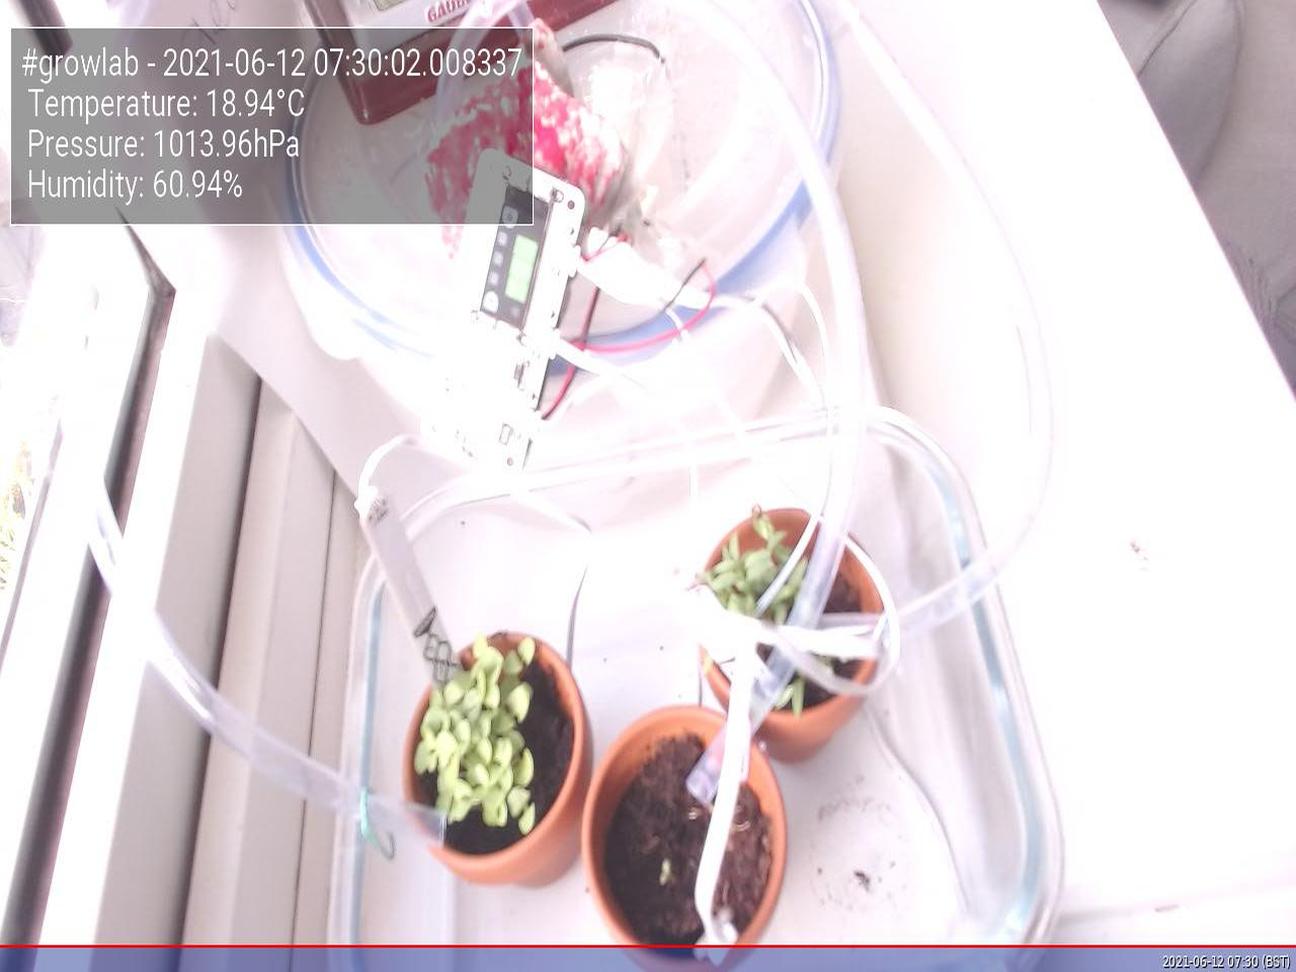 #growlab - 2021-06-12 07:30:02.008337
Temperature: 18.94°C
Pressure: 1013.96hPa
Humidity: 60.94%
2021-06-12 07:30 (BST)